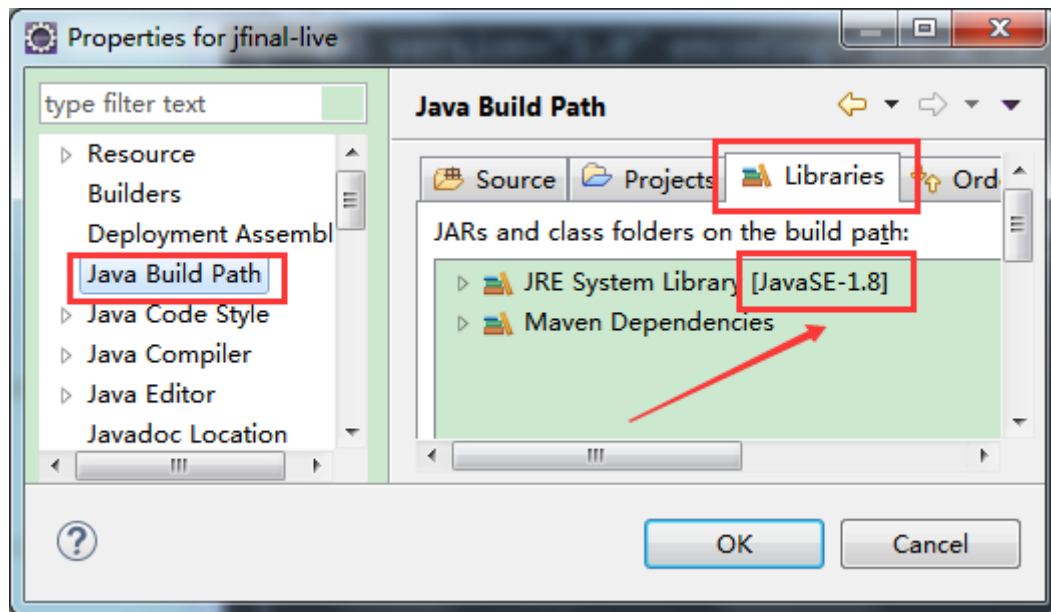 Properties for jfinal-live
type filter text
Resource
Builders
Deployment Assembl
Java Build Path
Java Code Style
Java Compiler
Java Editor
Javadoc Location
Java Build Path
Source Projects Libraries Ord
JARs and class folders on the build path:
JRE System Library [JavaSE-1.8]
Maven Dependencies
?
OK Cancel